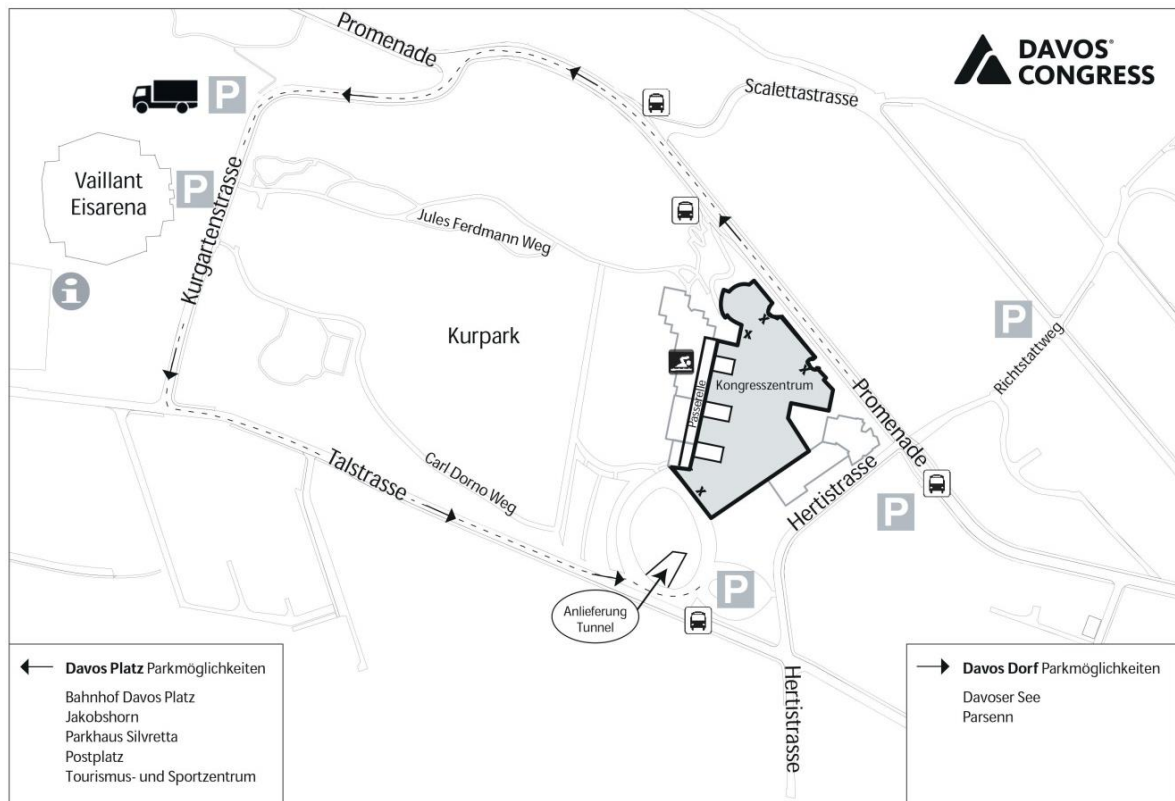 Promenade
DAVOS®
CONGRESS
P
Scalettastrasse
Vaillant
Eisarena
P
Kurgartenstrasse
Jules Ferdmann Weg
i
Kurpark
P
Richtstattweg
Kongresszentrum
Passerelle
Promenade
Talstrasse
Carl Dorno Weg
Hertistrasse
P
P
Anlieferung
Tunnel
Hertistrasse
Davos Platz Parkmöglichkeiten
Bahnhof Davos Platz
Jakobshorn
Parkhaus Silvretta
Postplatz
Tourismus- und Sportzentrum
Davos Dorf Parkmöglichkeiten
Davoser See
Parsenn